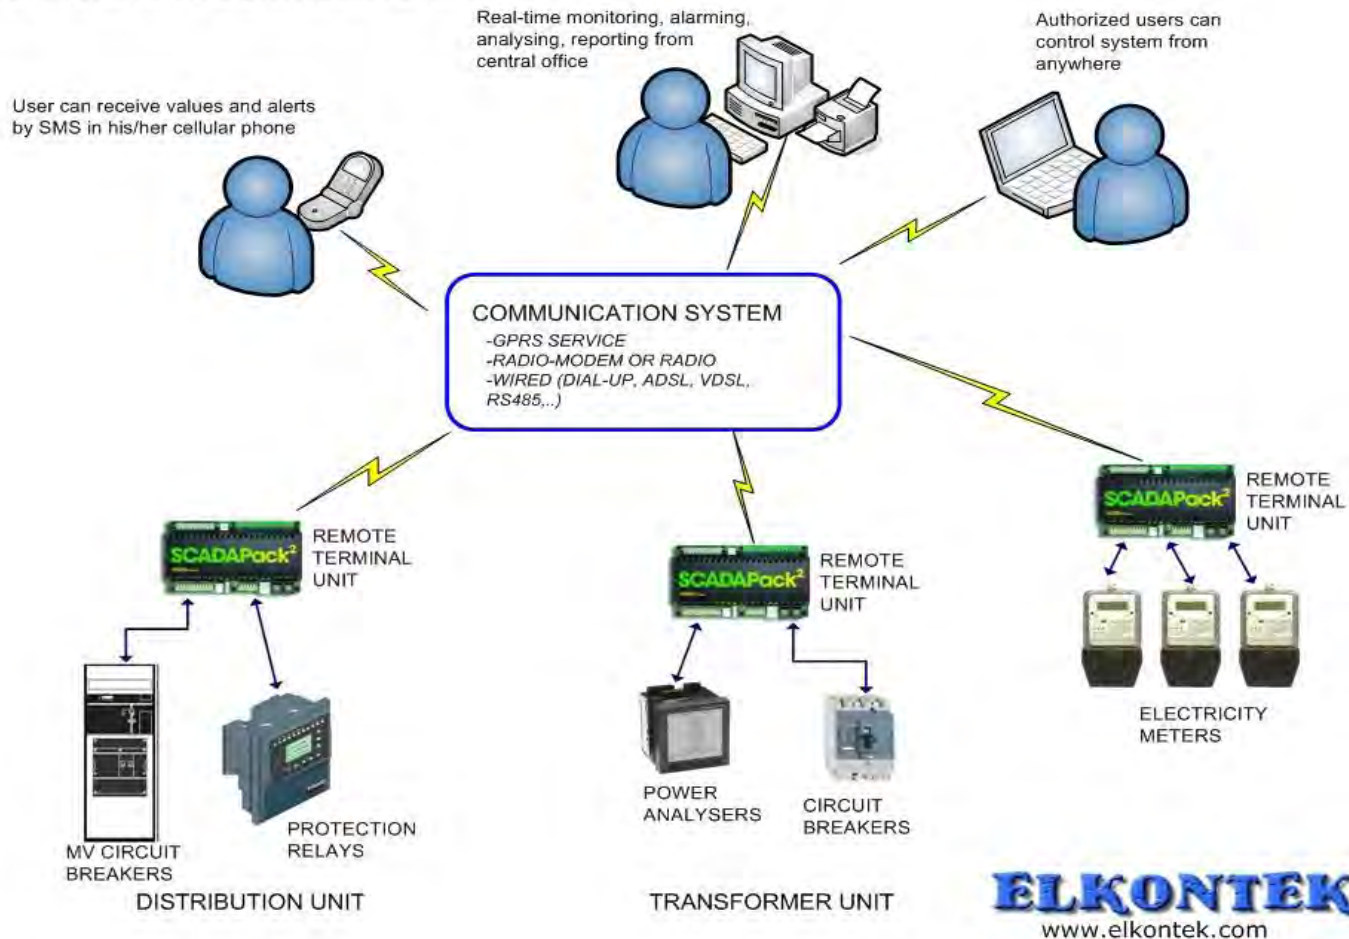 Real-time monitoring, alarming,
analysing, reporting from
central office
Authorized users can
control system from
anywhere
User can receive values and alerts
by SMS in his/her cellular phone
COMMUNICATION SYSTEM
-GPRS SERVICE
-RADIO-MODEM OR RADIO
-WIRED (DIAL-UP, ADSL, VDSL,
RS485,..)
SCADAPack²
REMOTE
TERMINAL
UNIT
SCADAPack²
REMOTE
TERMINAL
UNIT
SCADAPack²
REMOTE
TERMINAL
UNIT
ELECTRICITY
METERS
MV CIRCUIT
BREAKERS
PROTECTION
RELAYS
POWER
ANALYSERS
CIRCUIT
BREAKERS
DISTRIBUTION UNIT
TRANSFORMER UNIT
ELKONTEK
www.elkontek.com